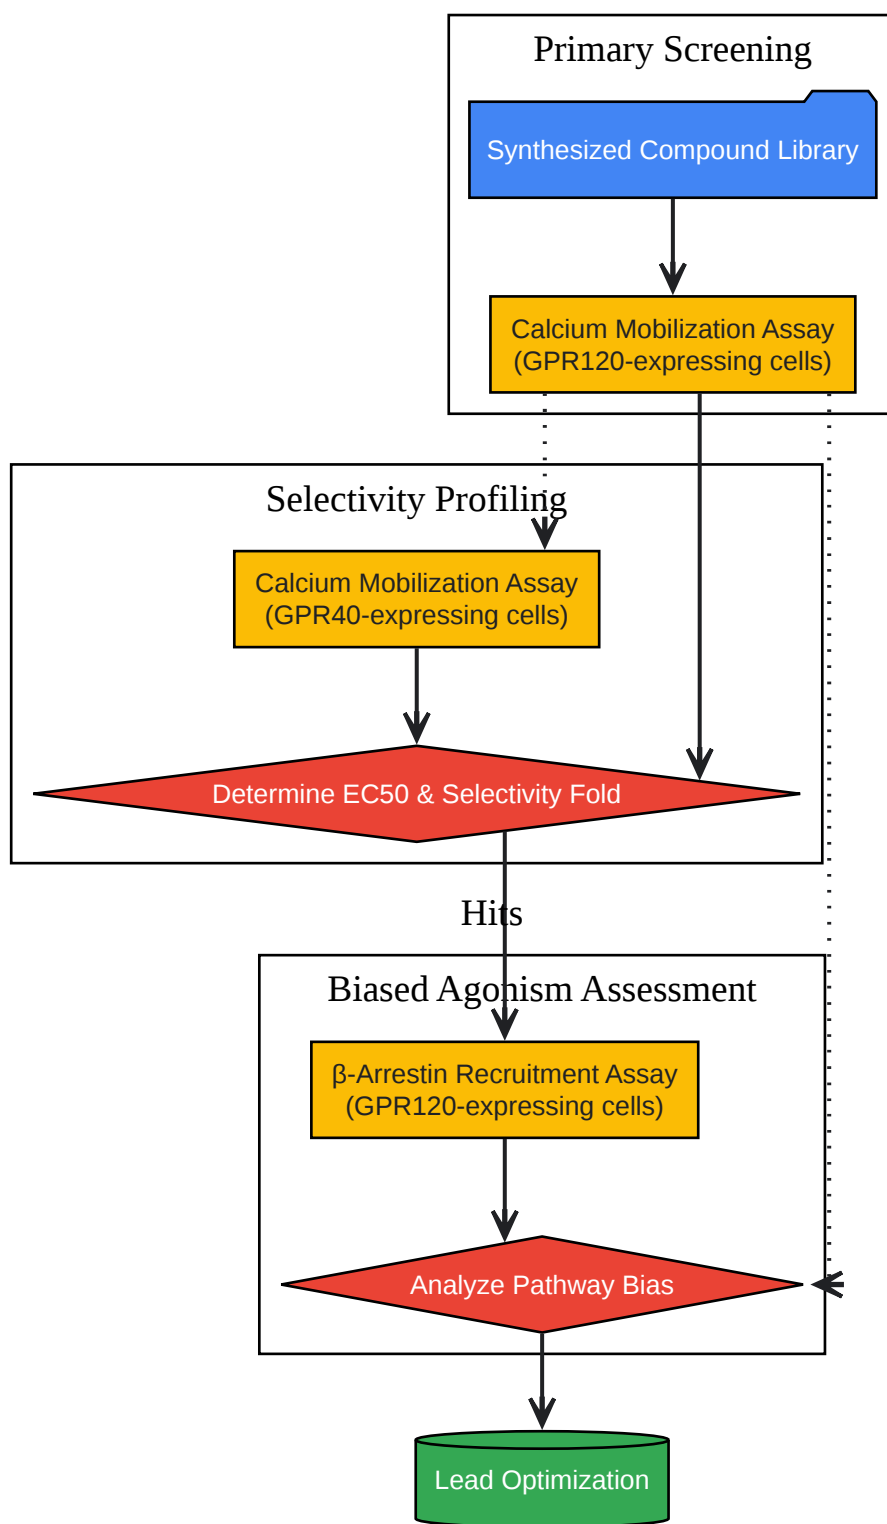 Primary Screening
Synthesized Compound Library
Calcium Mobilization Assay
(GPR120-expressing cells)
Selectivity Profiling
Calcium Mobilization Assay
(GPR40-expressing cells)
Determine EC50 & Selectivity Fold
Hits
Biased Agonism Assessment
β-Arrestin Recruitment Assay
(GPR120-expressing cells)
Analyze Pathway Bias
Lead Optimization